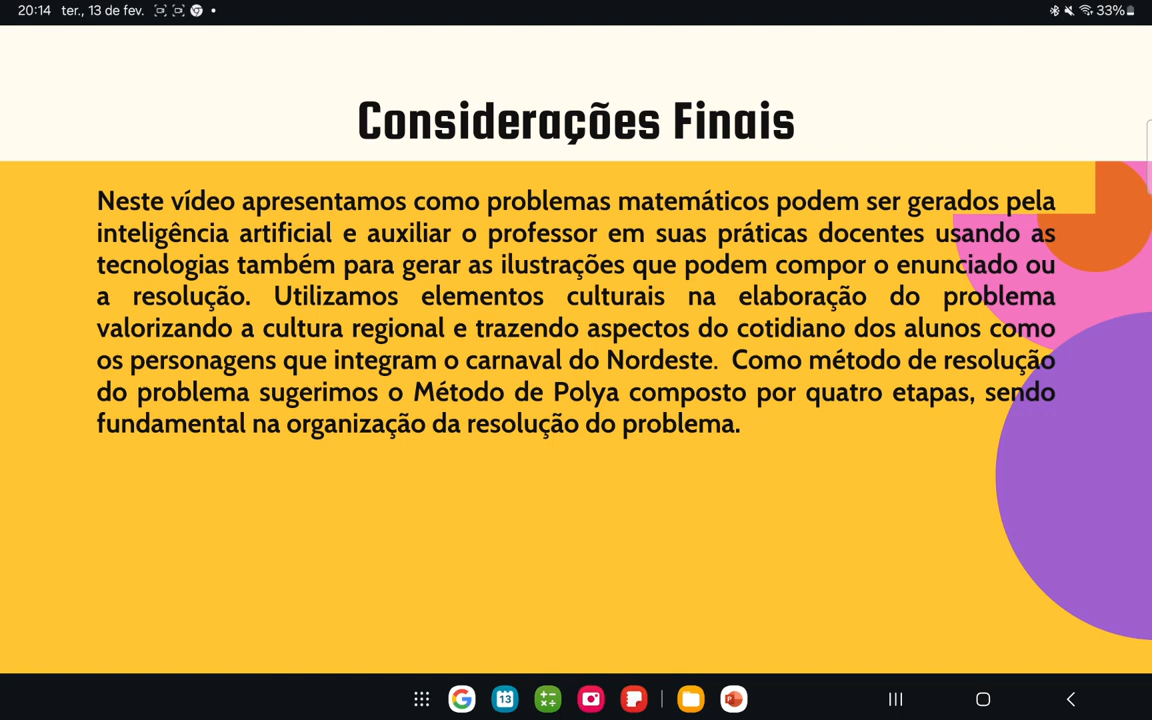 20:14 ter., 13 de fev. 33%
Considerações Finais
Neste vídeo apresentamos como problemas matemáticos podem ser gerados pela
inteligência artificial e auxiliar o professor em suas práticas docentes usando as
tecnologias também para gerar as ilustrações que podem compor o enunciado ou
a resolução. Utilizamos elementos culturais na elaboração do problema
valorizando a cultura regional e trazendo aspectos do cotidiano dos alunos como
os personagens que integram o carnaval do Nordeste. Como método de resolução
do problema sugerimos o Método de Polya composto por quatro etapas, sendo
fundamental na organização da resolução do problema.
13